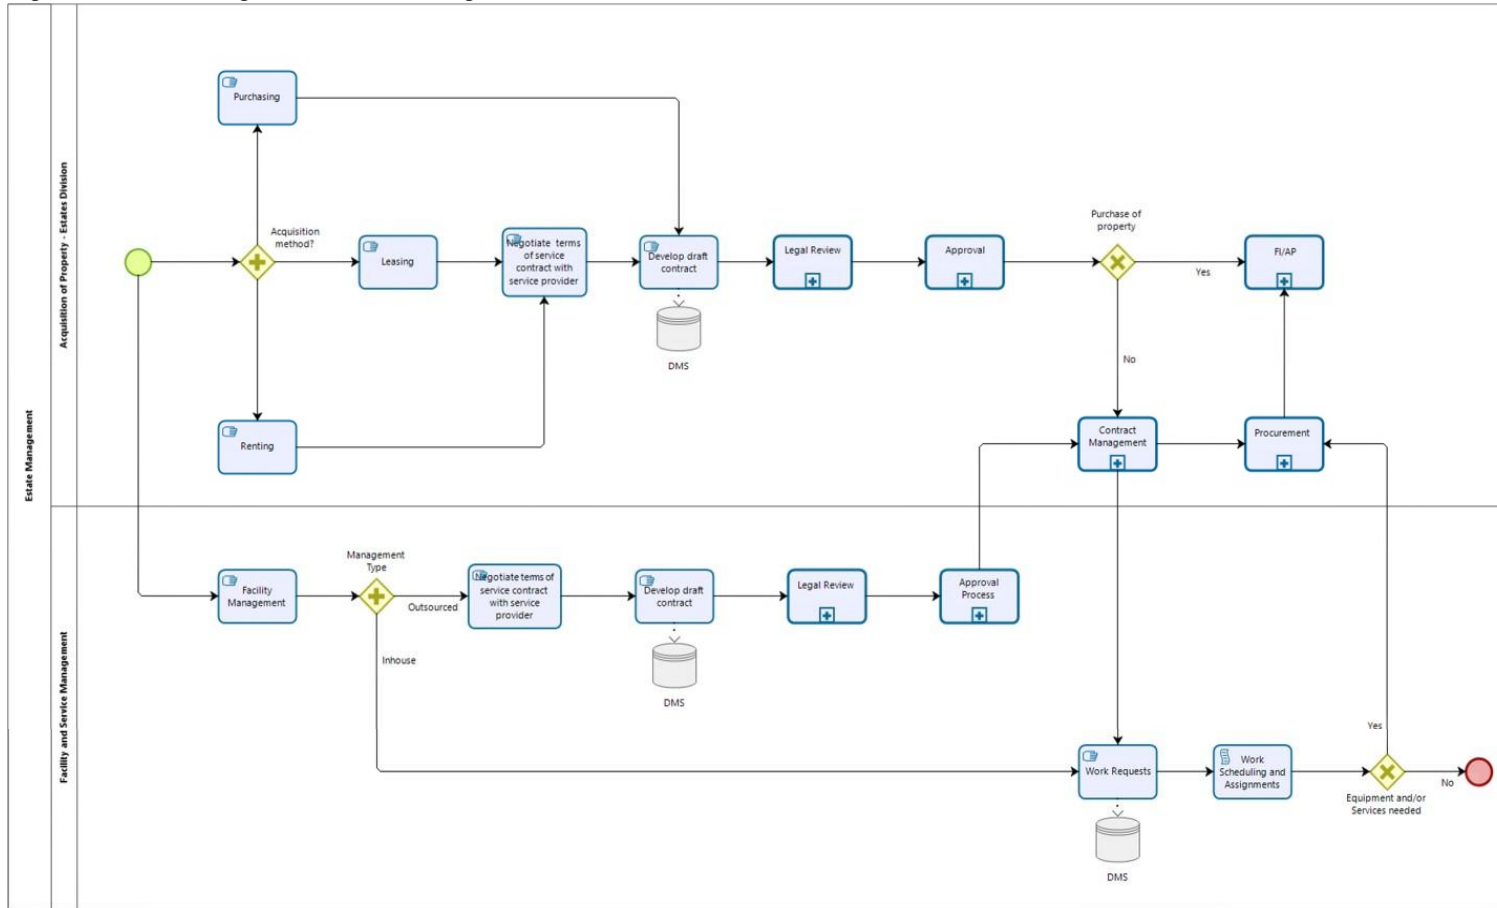 Purchasing
Acquisition of Property - Estates Division
Acquisition
method?
Leasing
Negotiate terms
of service
contract with
service provider
Develop draft
contract
DMS
Legal Review
Approval
Purchase of
property
Yes
FI/AP
No
Renting
Contract
Management
Procurement
Estate Management
Facility and Service Management
Facility
Management
Management
Type
Outsourced
Inhouse
Negotiate terms of
service contract
with service
provider
Develop draft
contract
DMS
Legal Review
Approval
Process
Work Requests
DMS
Work
Scheduling and
Assignments
Yes
No
Equipment and/or
Services needed